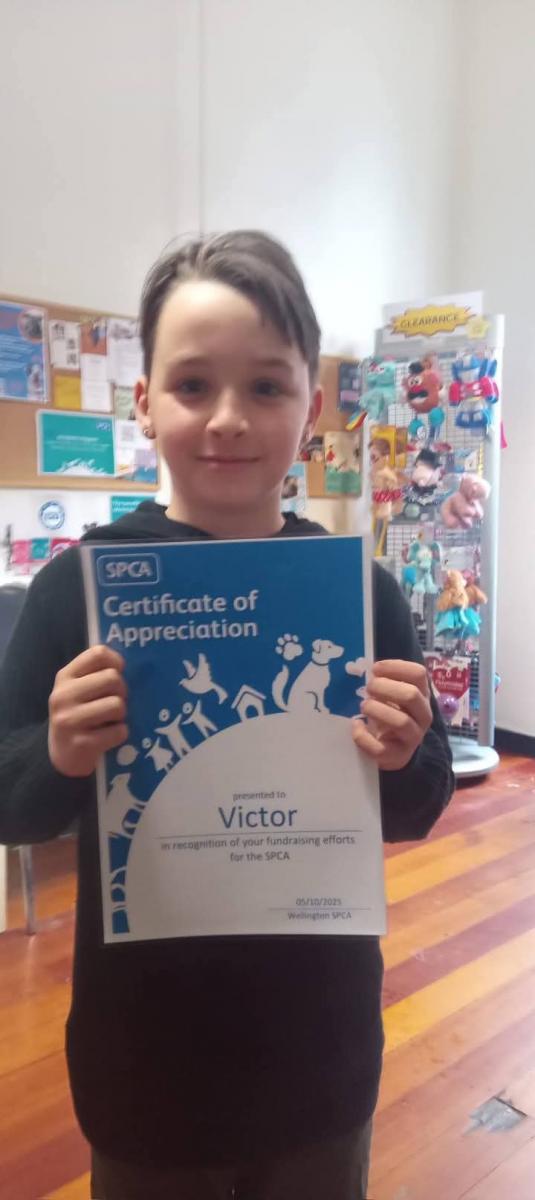 CLEARANCE
SPCA
Certificate of
Appreciation
presented to
Victor
in recognition of your fundraising efforts
for the SPCA
05/10/2025
Wellington SPCA